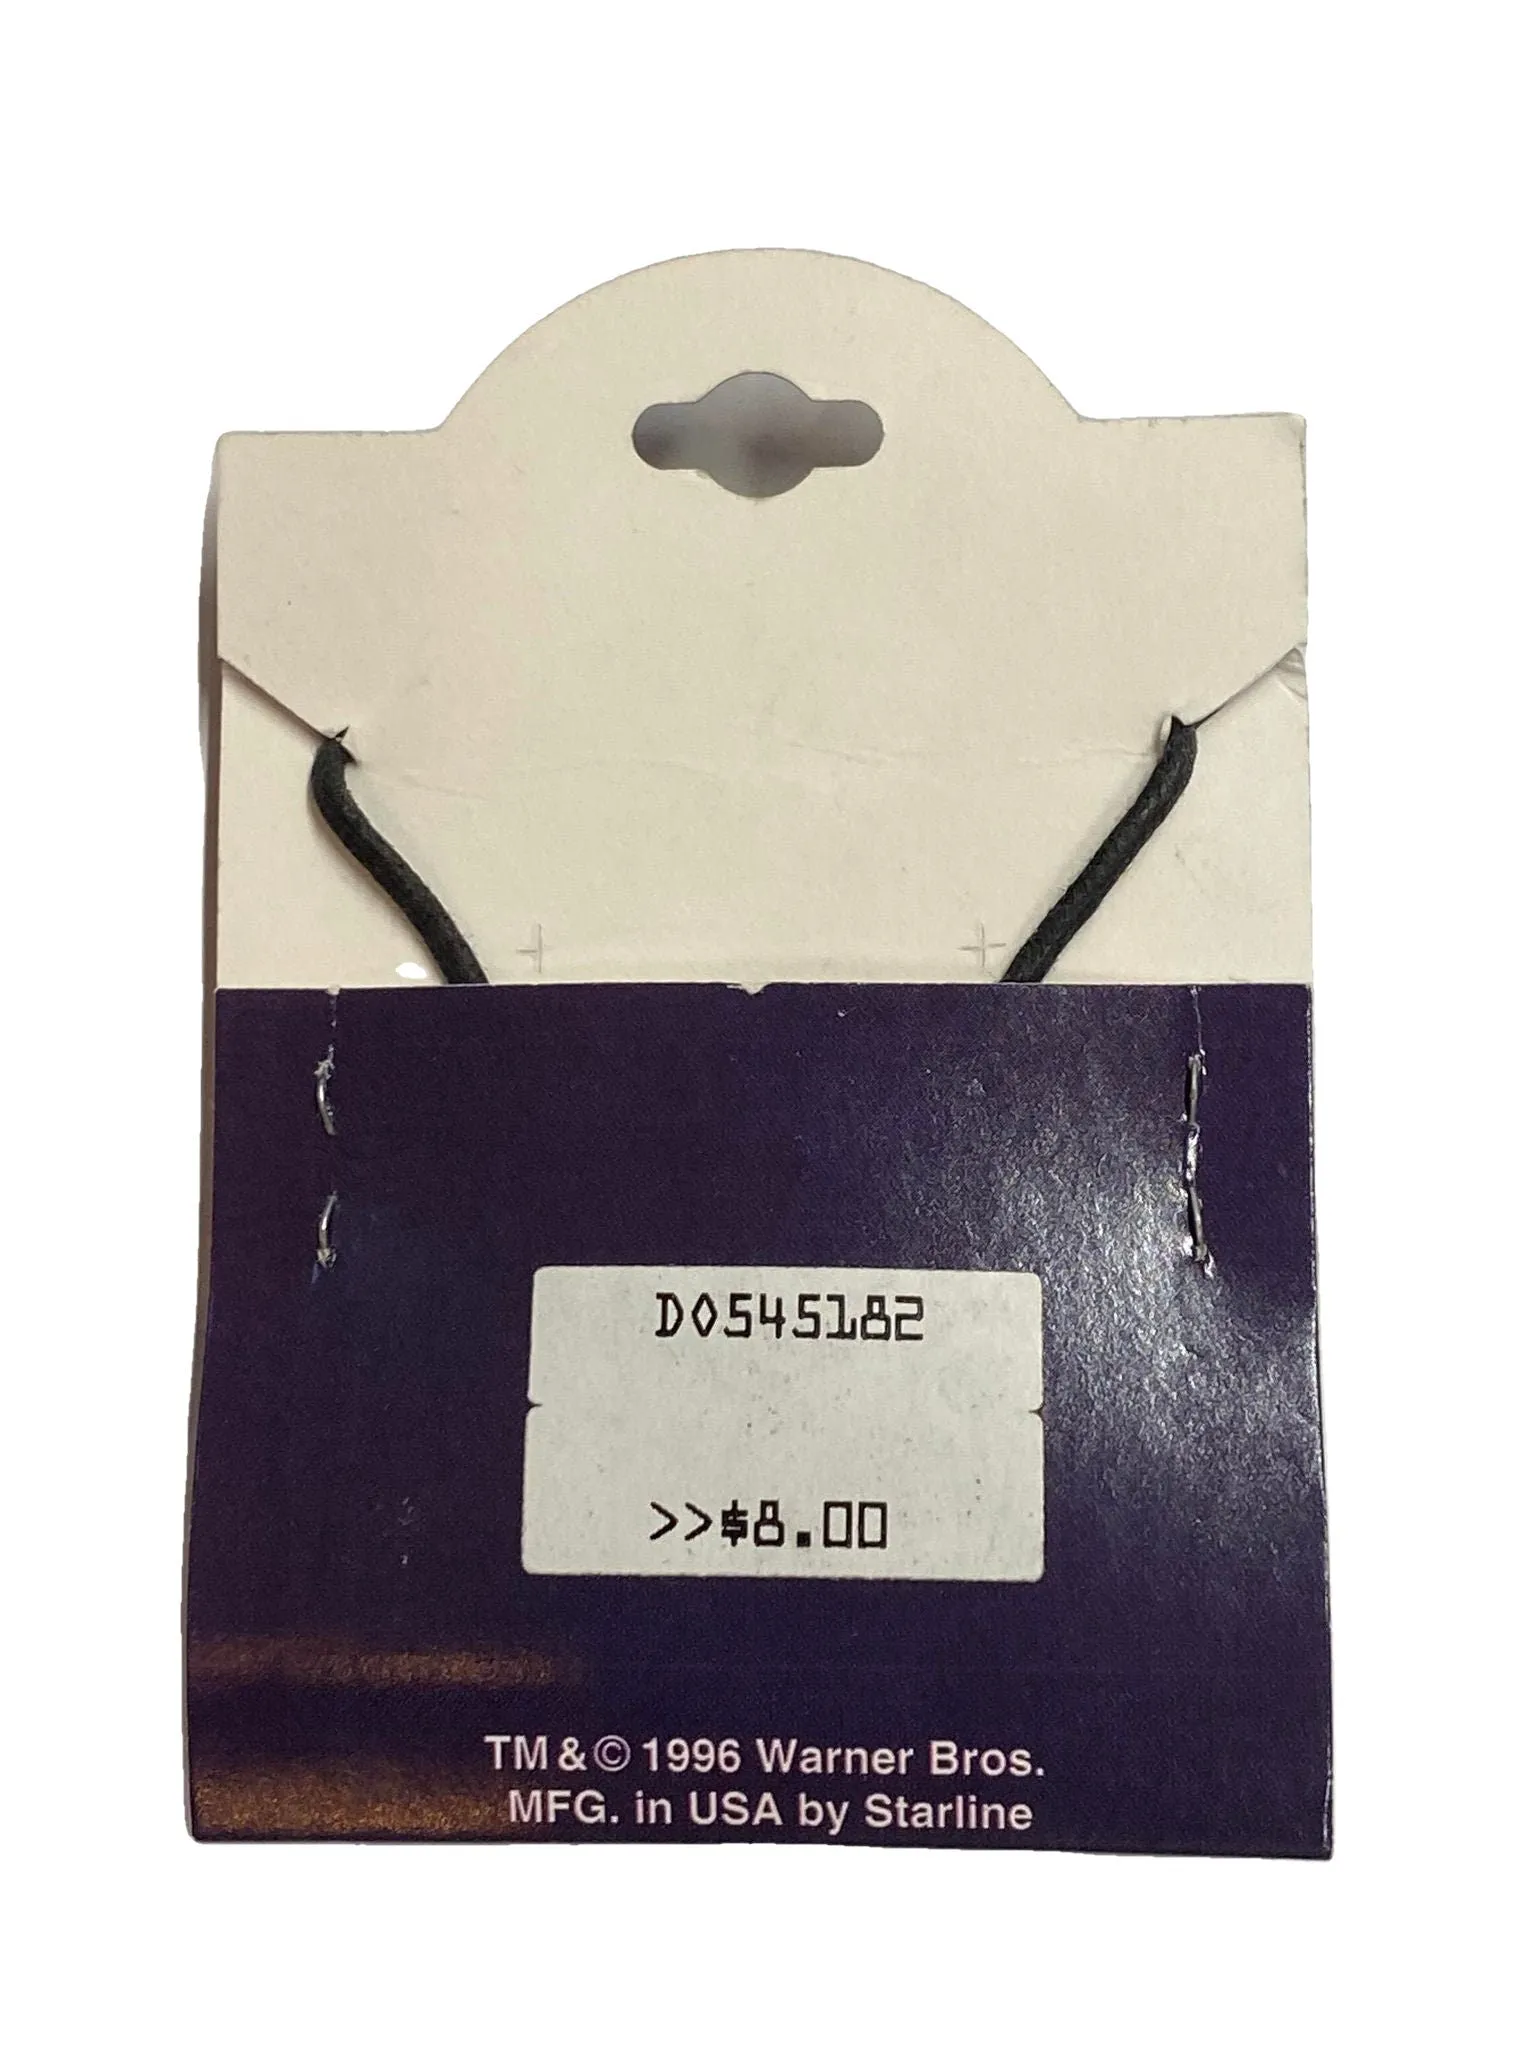 D0545182
>>$8.00
TM & © 1996 Warner Bros.
MFG. in USA by Starline